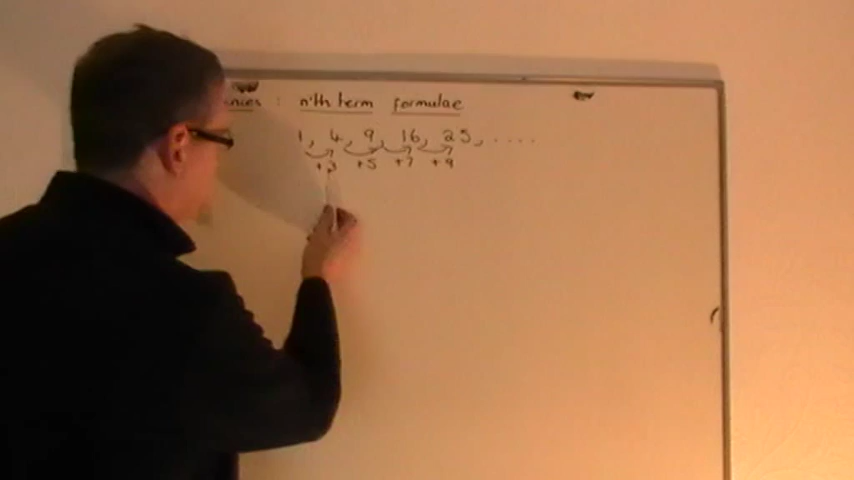 : n'th term formulae
1, 4, 9, 16, 25, ....
+3 +5 +7 +9